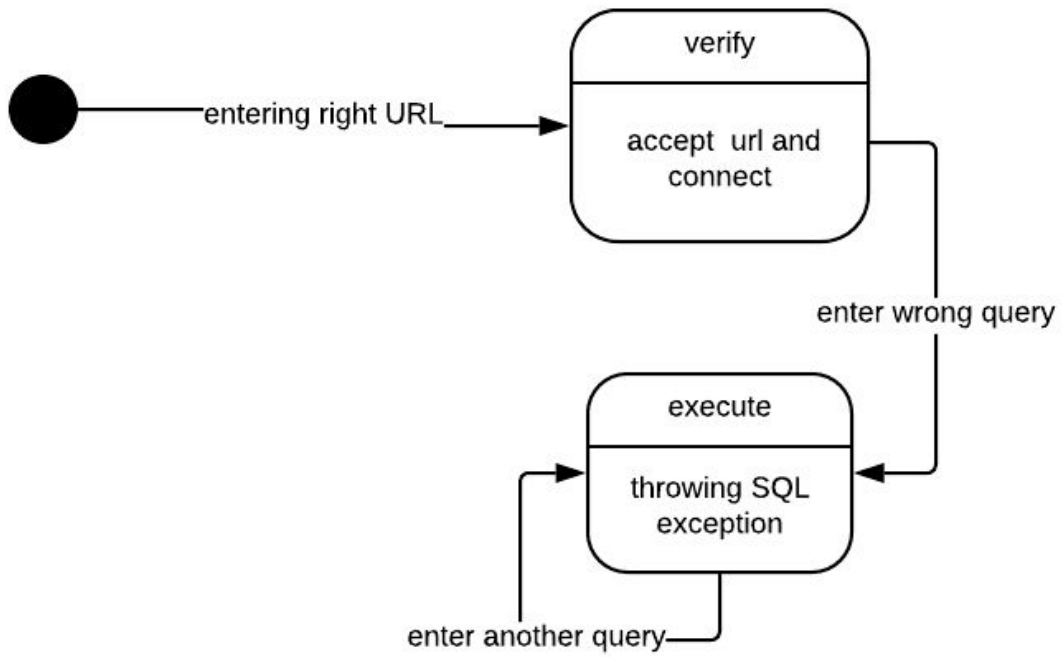 verify
entering right URL
accept url and
connect
enter wrong query
execute
throwing SQL
exception
enter another query